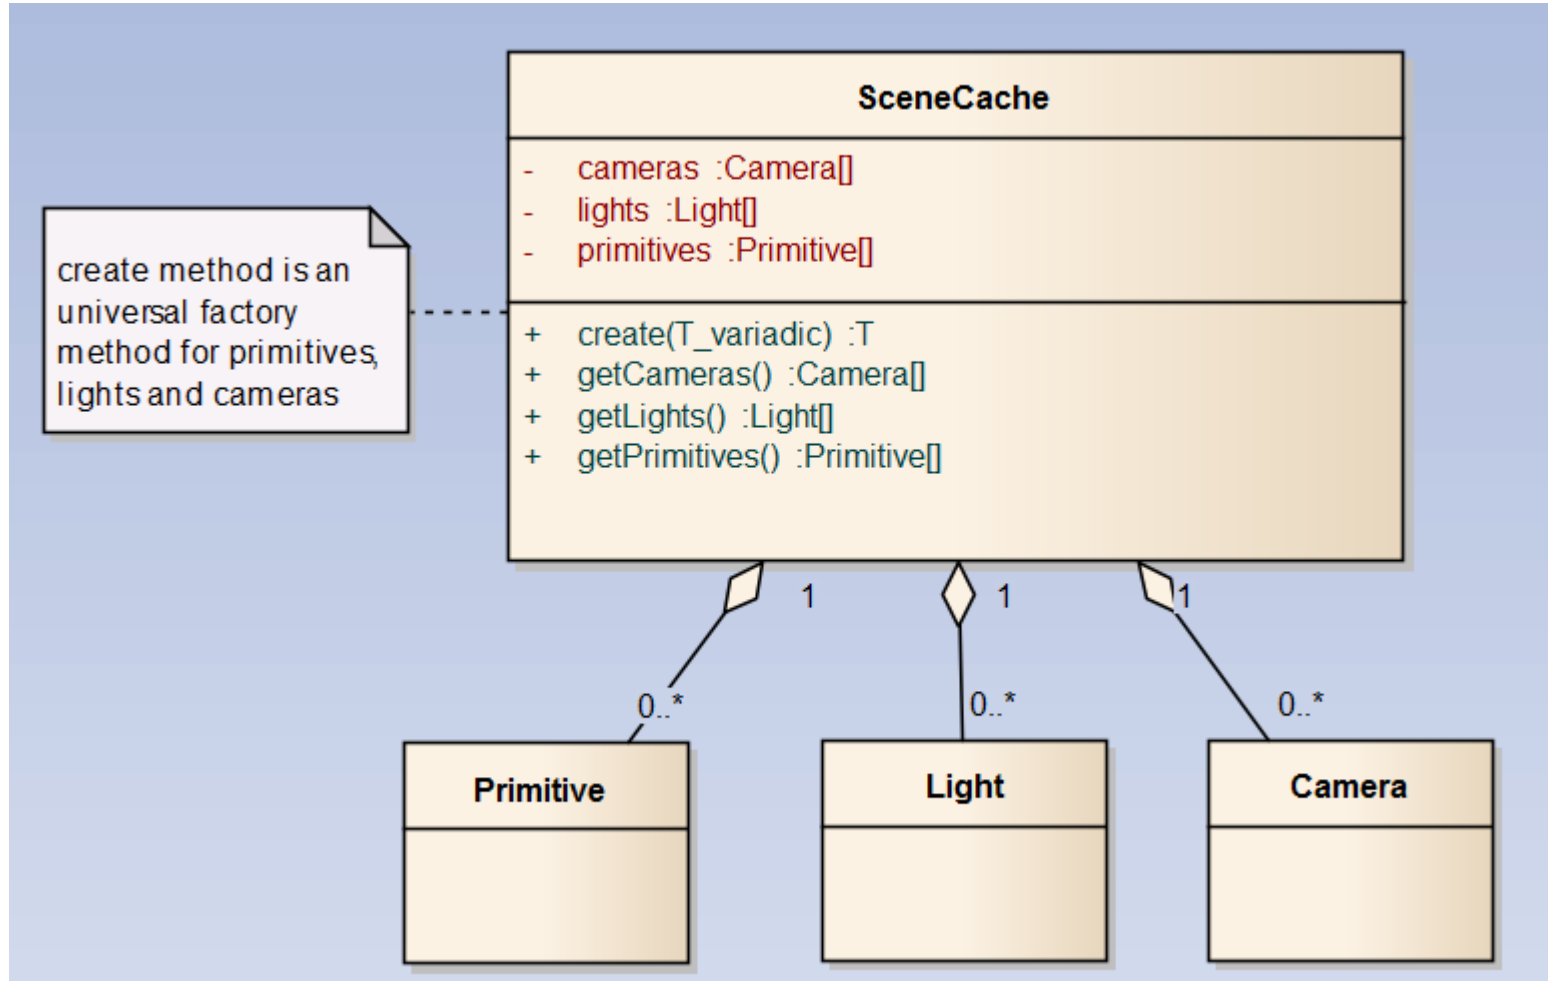 SceneCache
- cameras :Camera[]
- lights :Light[]
- primitives :Primitive[]
create method is an
universal factory
method for primitives,
lights and cameras
+ create(T_variadic) :T
+ getCameras() :Camera[]
+ getLights() :Light[]
+ getPrimitives() :Primitive[]
1
1
1
0..*
0..*
0..*
Primitive
Light
Camera